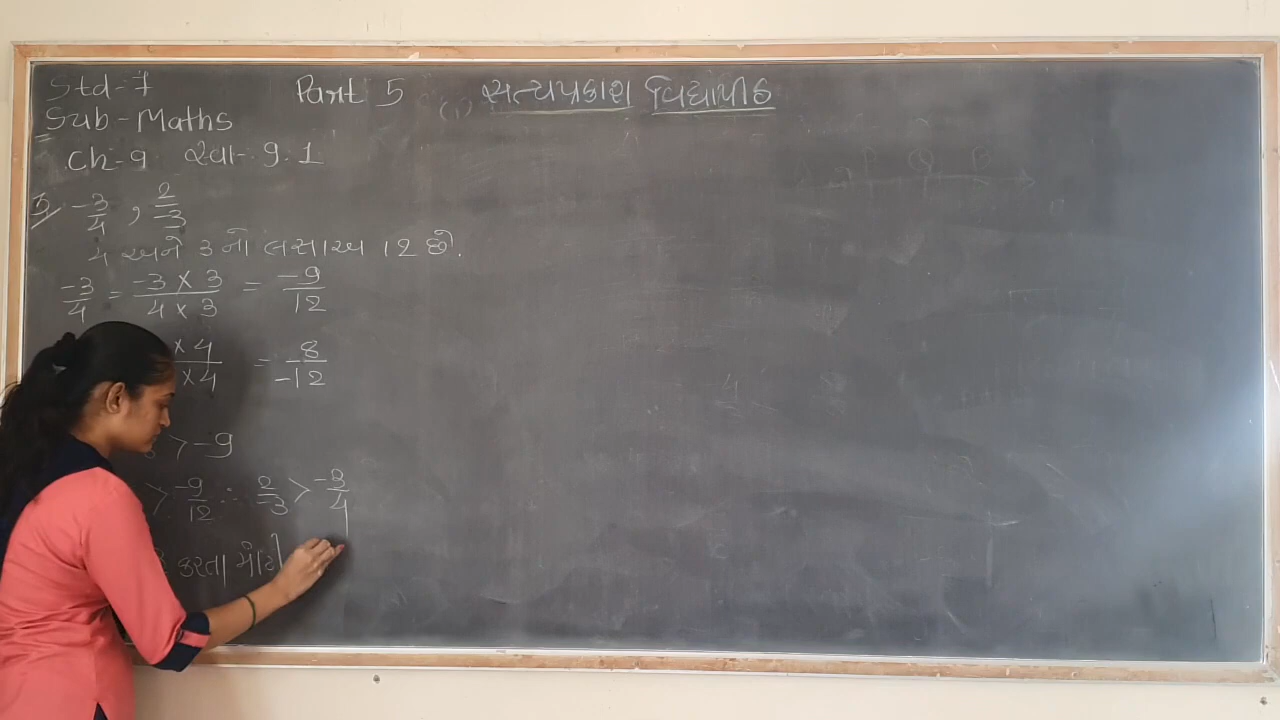 Std-7 Part 5 સત્યપ્રકાશ વિદ્યાપીઠ
Sub-Maths
Ch-9 સ્વા-9.1
3. -3/4 , 2/-3
4 અને 3 નો લ.સા.અ 12 છે.
-3/4 = -3 × 3 / 4 × 3 = -9/12
× 4 / × 4 = 8/-12
> -9
> -9/12 ∴ 2/-3 > -3/4
કરતા